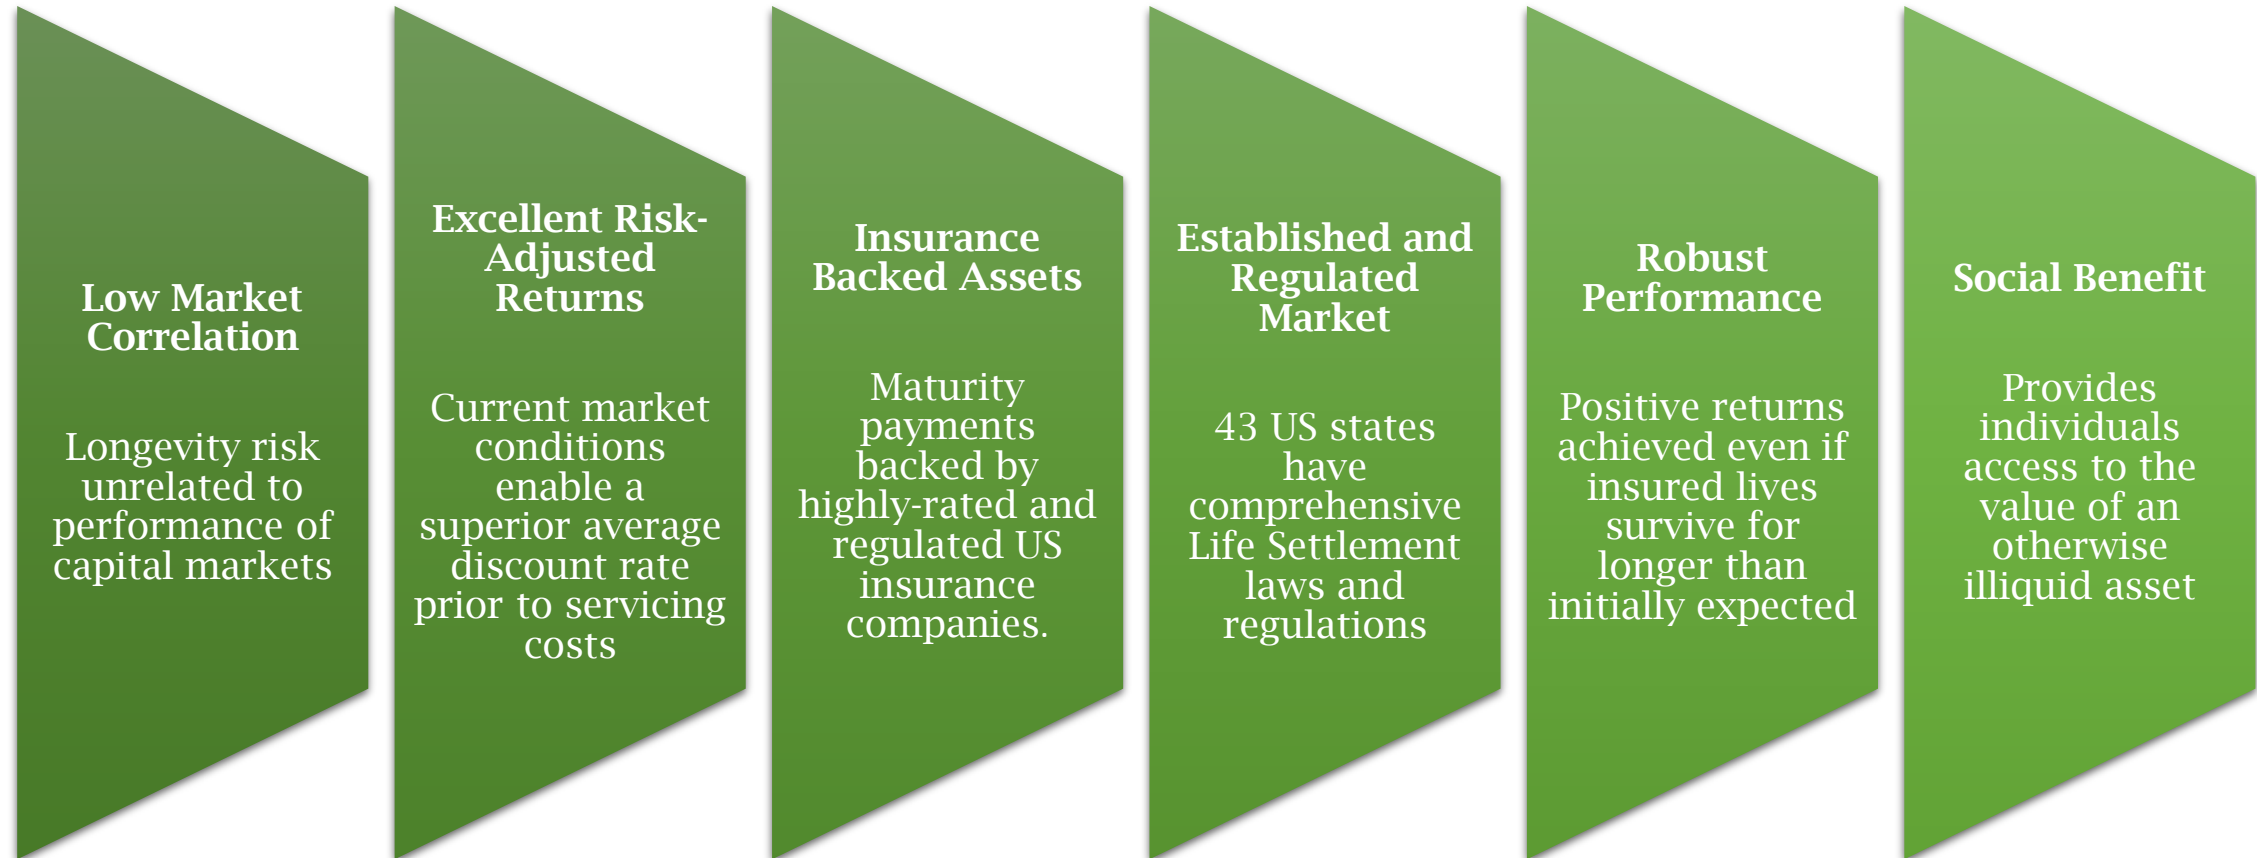 Low Market
Correlation
Longevity risk
unrelated to
performance of
capital markets
Excellent Risk-
Adjusted
Returns
Current market
conditions
enable a
superior average
discount rate
prior to servicing
costs
Insurance
Backed Assets
Maturity
payments
backed by
highly-rated and
regulated US
insurance
companies.
Established and
Regulated
Market
43 US states
have
comprehensive
Life Settlement
laws and
regulations
Robust
Performance
Positive returns
achieved even if
insured lives
survive for
longer than
initially expected
Social Benefit
Provides
individuals
access to the
value of an
otherwise
illiquid asset